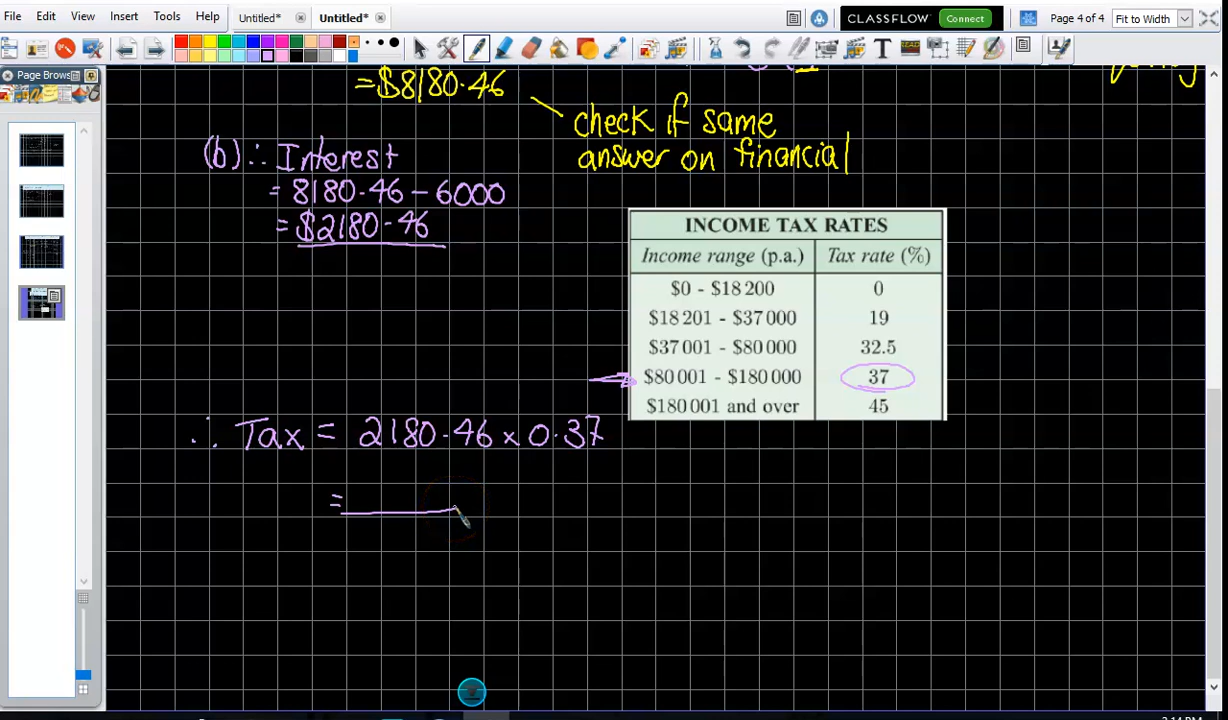 File Edit View Insert Tools Help Untitled* Untitled*
CLASSFLOW Connect Page 4 of 4 Fit to Width
Page Brows
=$8180·46
check if same
answer on financial
(b) ∴ Interest
= 8180·46 - 6000
= $2180·46
INCOME TAX RATES
Income range (p.a.) Tax rate (%)
$0 - $18 200 0
$18 201 - $37 000 19
$37 001 - $80 000 32.5
$80 001 - $180 000 37
$180 001 and over 45
∴ Tax = 2180·46 × 0·37
=